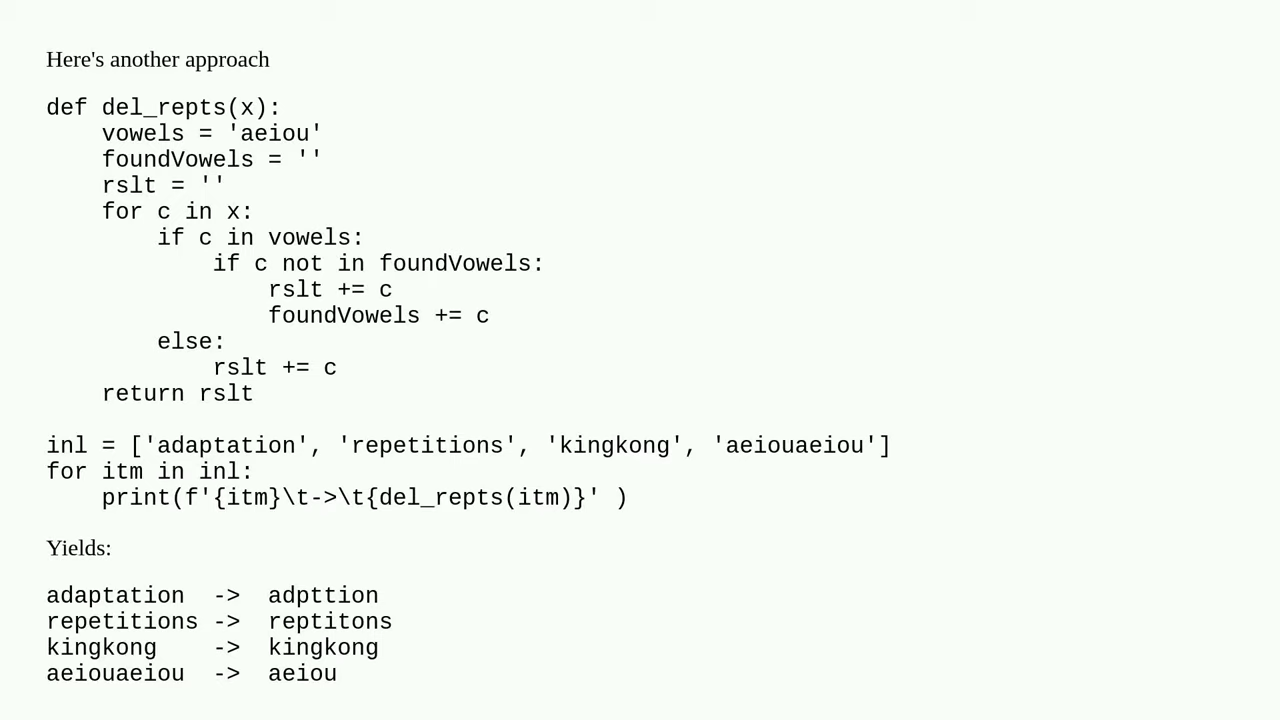 Here's another approach
def del_repts(x):
    vowels = 'aeiou'
    foundVowels = ''
    rslt = ''
    for c in x:
        if c in vowels:
            if c not in foundVowels:
                rslt += c
                foundVowels += c
        else:
            rslt += c
    return rslt
inl = ['adaptation', 'repetitions', 'kingkong', 'aeiouaeiou']
for itm in inl:
    print(f'{itm}\t->\t{del_repts(itm)}' )
Yields:
adaptation  ->  adpttion
repetitions ->  reptitons
kingkong    ->  kingkong
aeiouaeiou  ->  aeiou